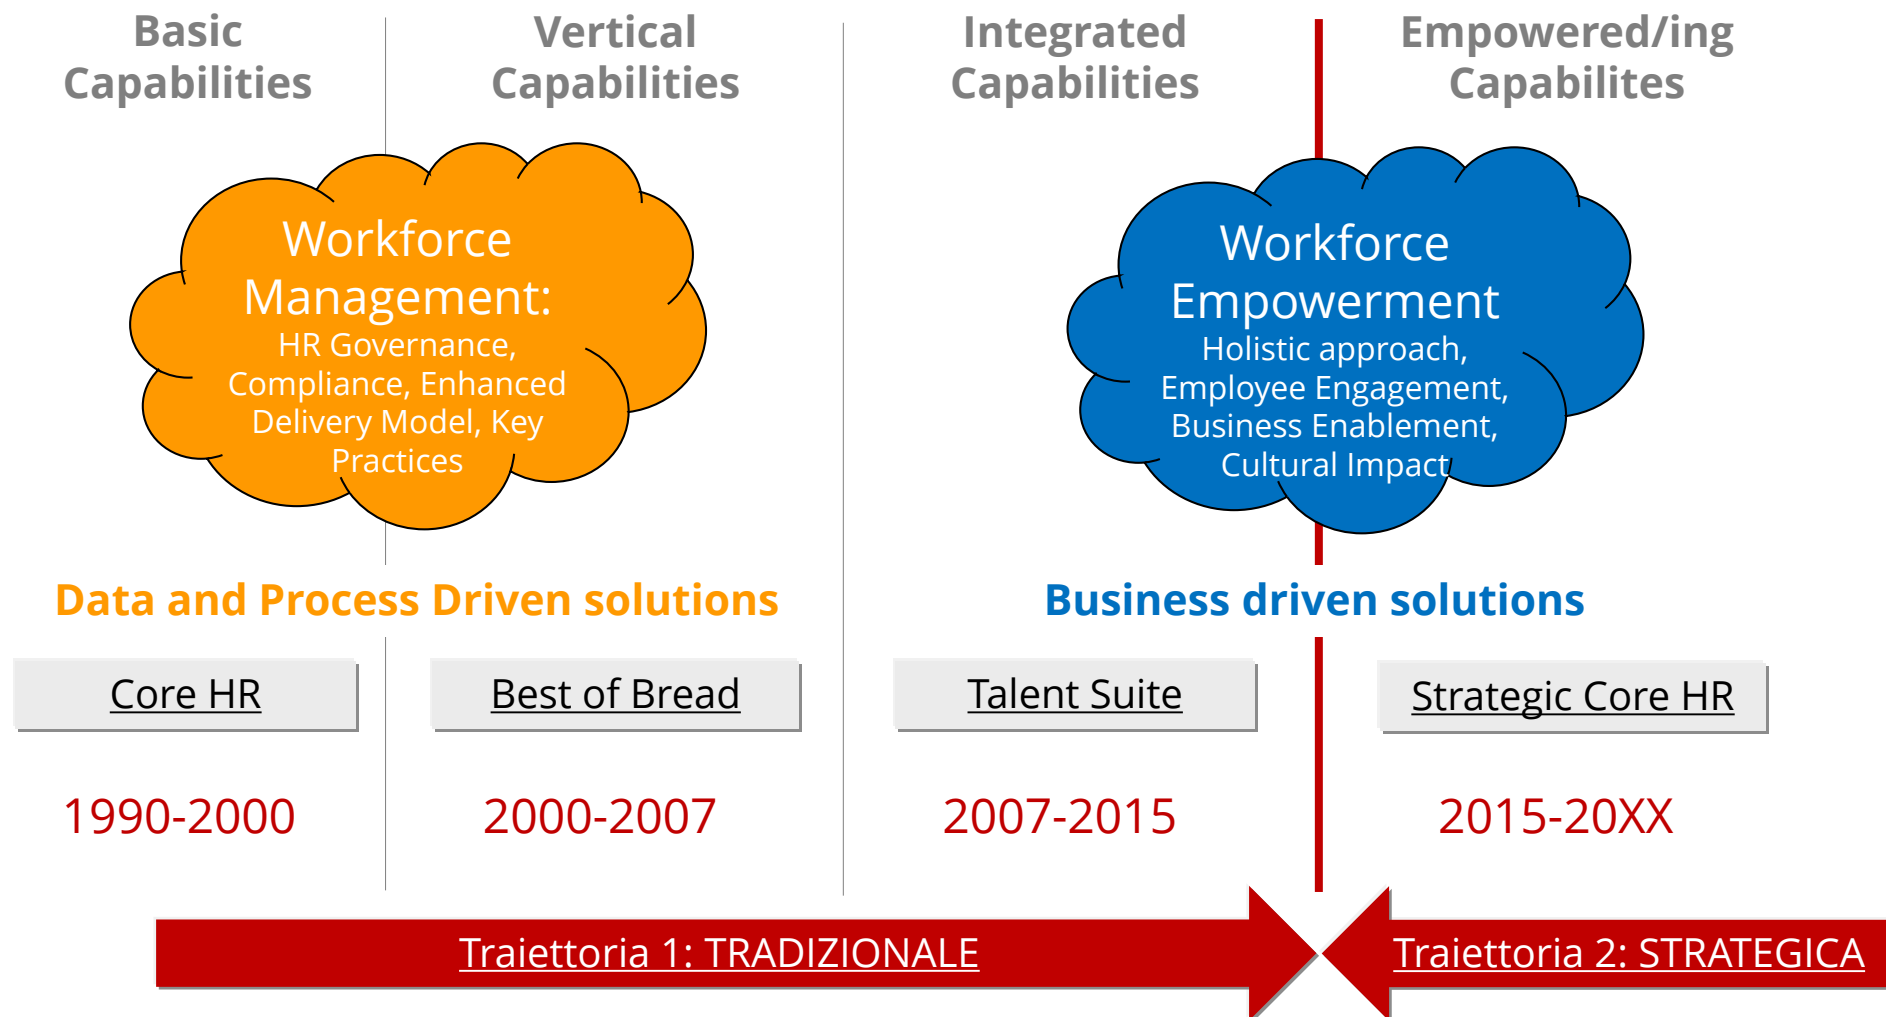 Basic
Capabilities
Vertical
Capabilities
Integrated
Capabilities
Empowered/ing
Capabilites
Workforce
Management:
HR Governance,
Compliance, Enhanced
Delivery Model, Key
Practices
Workforce
Empowerment
Holistic approach,
Employee Engagement,
Business Enablement,
Cultural Impact
Data and Process Driven solutions
Business driven solutions
Core HR
Best of Bread
Talent Suite
Strategic Core HR
1990-2000
2000-2007
2007-2015
2015-20XX
Traiettoria 1: TRADIZIONALE
Traiettoria 2: STRATEGICA